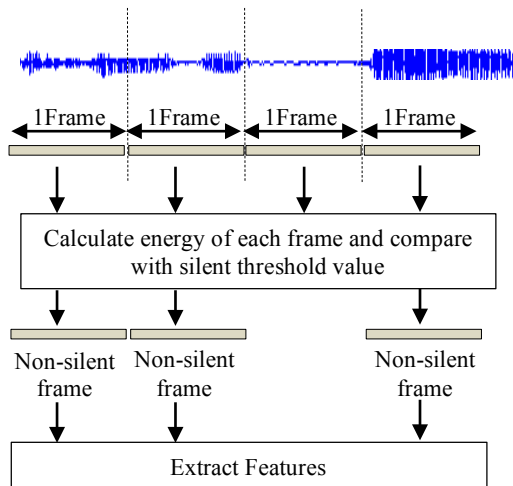 1Frame 1Frame 1Frame 1Frame
Calculate energy of each frame and compare
with silent threshold value
Non-silent frame
Non-silent frame
Non-silent frame
Extract Features